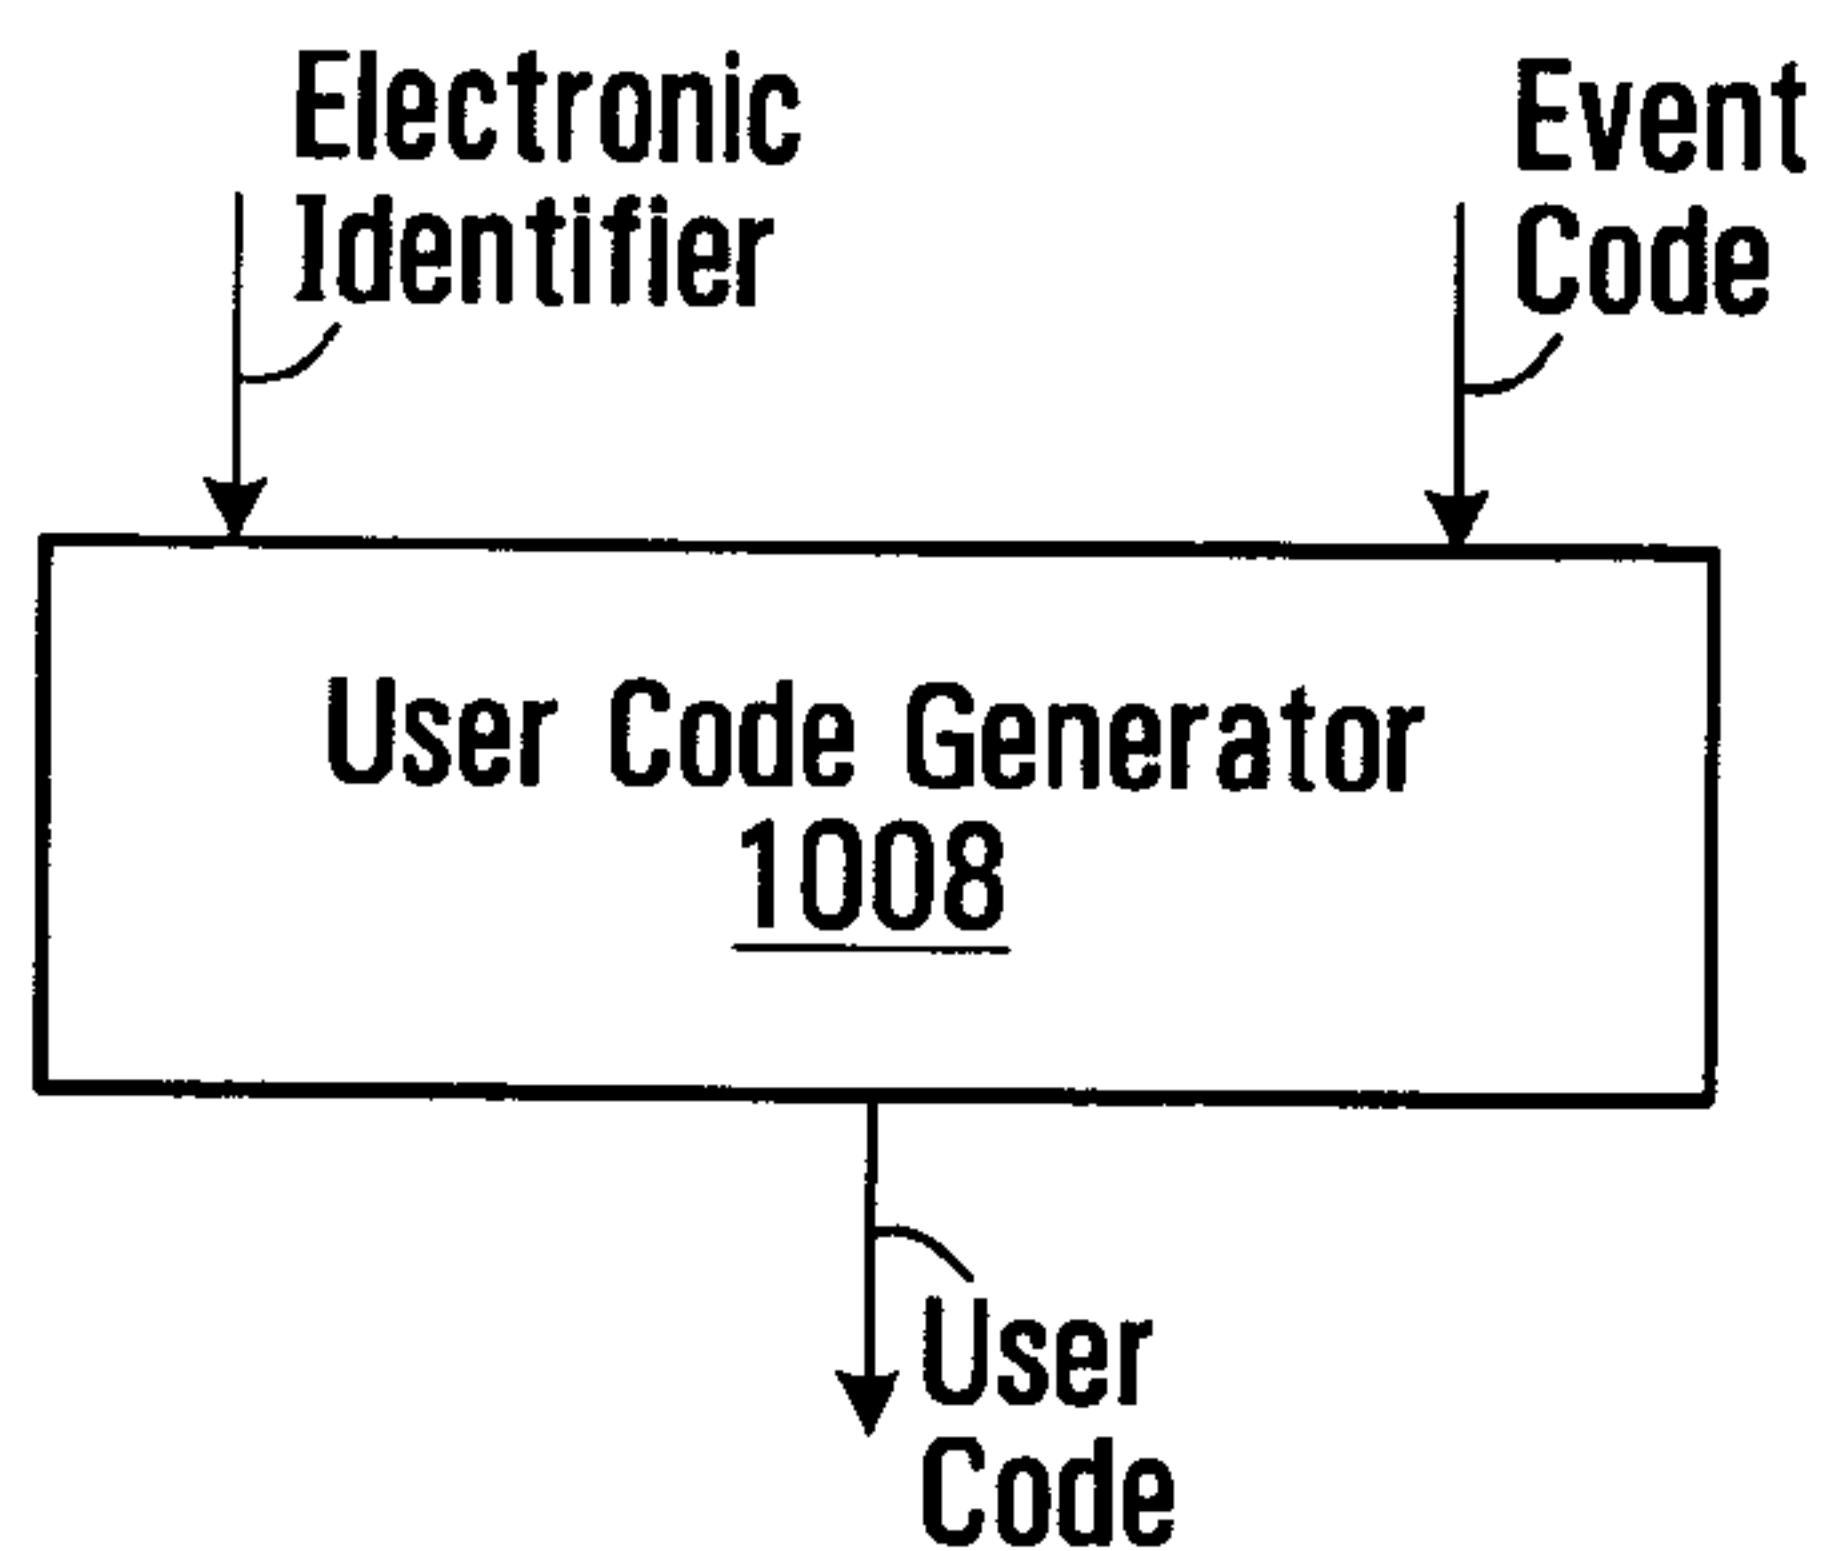 Electronic
Identifier
Event
Code
User Code Generator
1008
User
Code